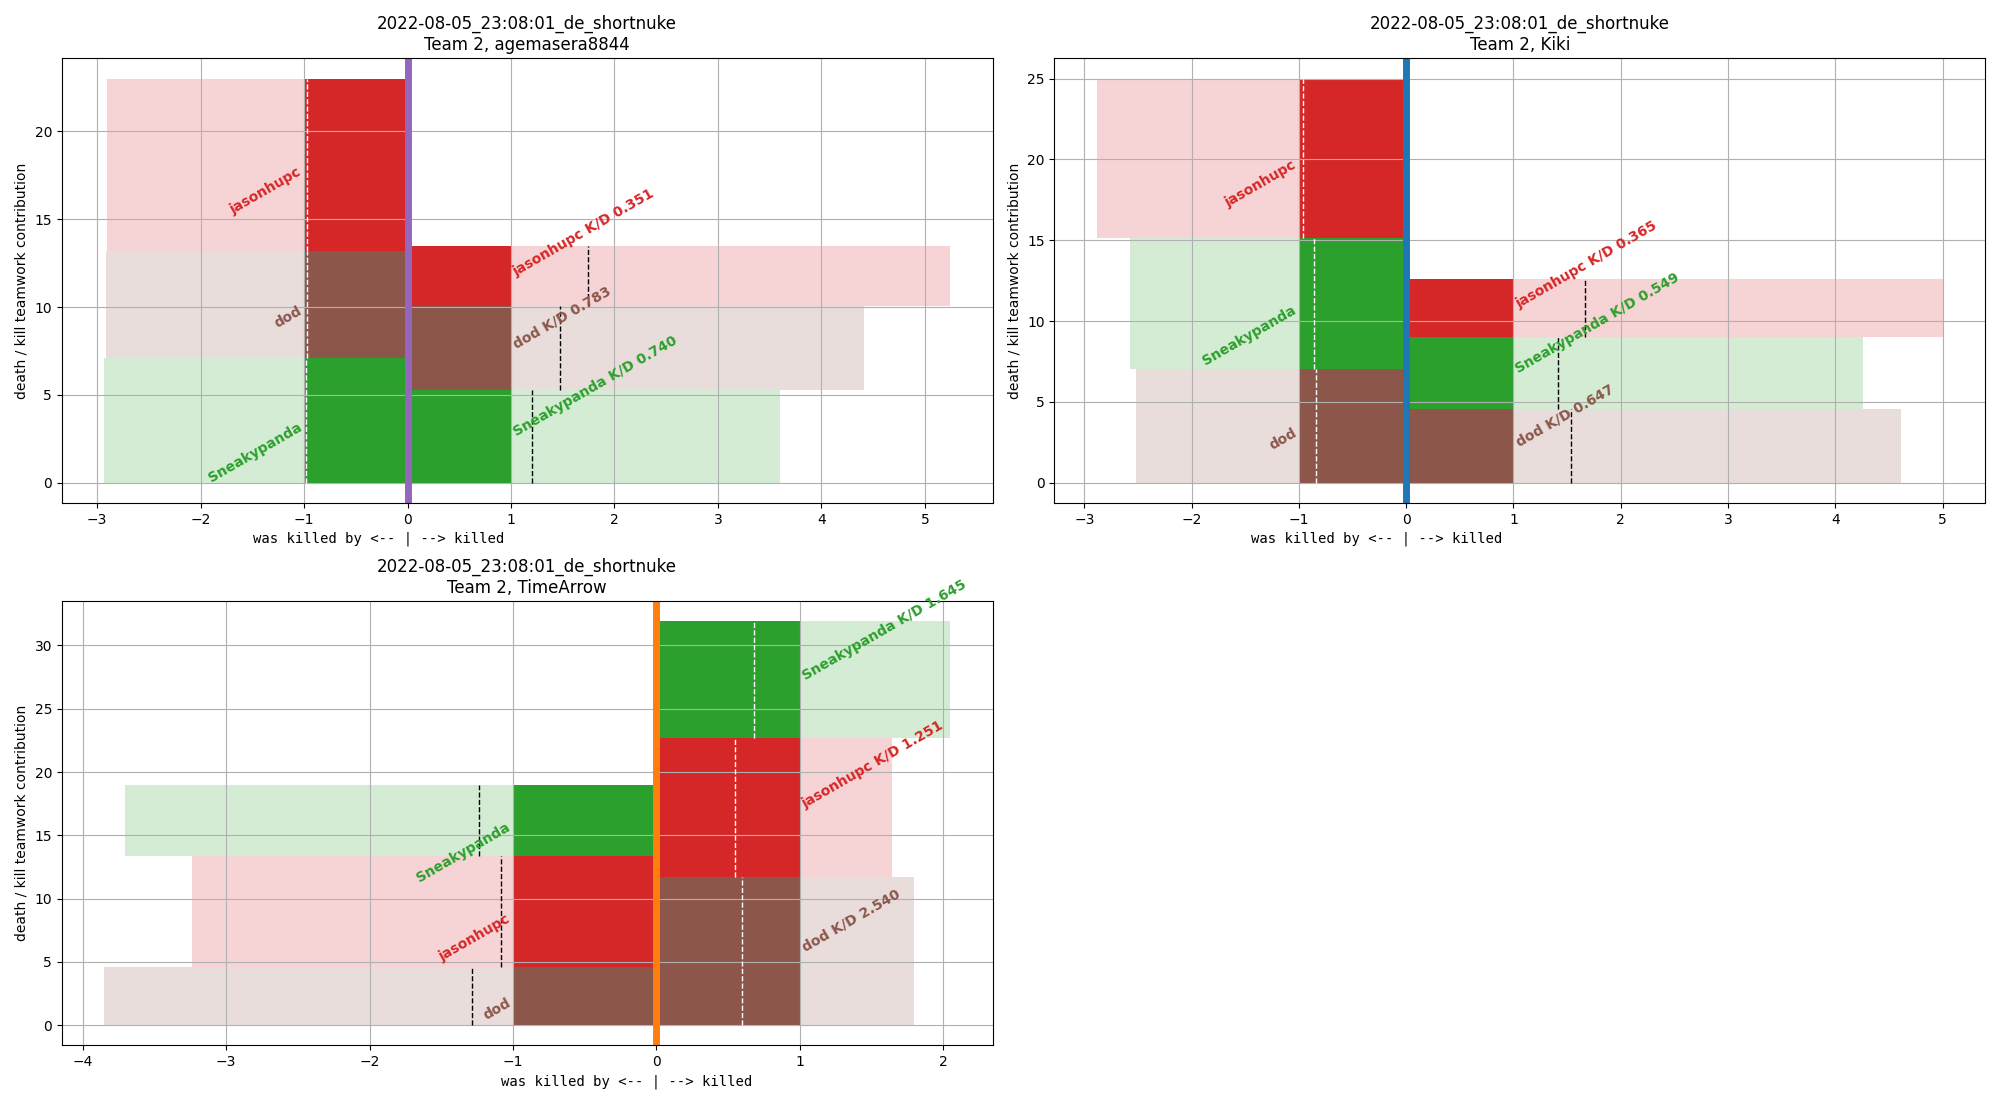 2022-08-05_23:08:01_de_shortnuke
Team 2, agemasera8844
death / kill teamwork contribution
20
15
10
5
0
jasonhupc
dod
Sneakypanda
jasonhupc K/D 0.351
dod K/D 0.783
Sneakypanda K/D 0.740
−3 −2 −1 0 1 2 3 4 5
was killed by <-- | --> killed
2022-08-05_23:08:01_de_shortnuke
Team 2, Kiki
death / kill teamwork contribution
25
20
15
10
5
0
jasonhupc
Sneakypanda
dod
jasonhupc K/D 0.365
Sneakypanda K/D 0.549
dod K/D 0.647
−3 −2 −1 0 1 2 3 4 5
was killed by <-- | --> killed
2022-08-05_23:08:01_de_shortnuke
Team 2, TimeArrow
death / kill teamwork contribution
30
25
20
15
10
5
0
Sneakypanda
jasonhupc
dod
Sneakypanda K/D 1.645
jasonhupc K/D 1.251
dod K/D 2.540
−4 −3 −2 −1 0 1 2
was killed by <-- | --> killed